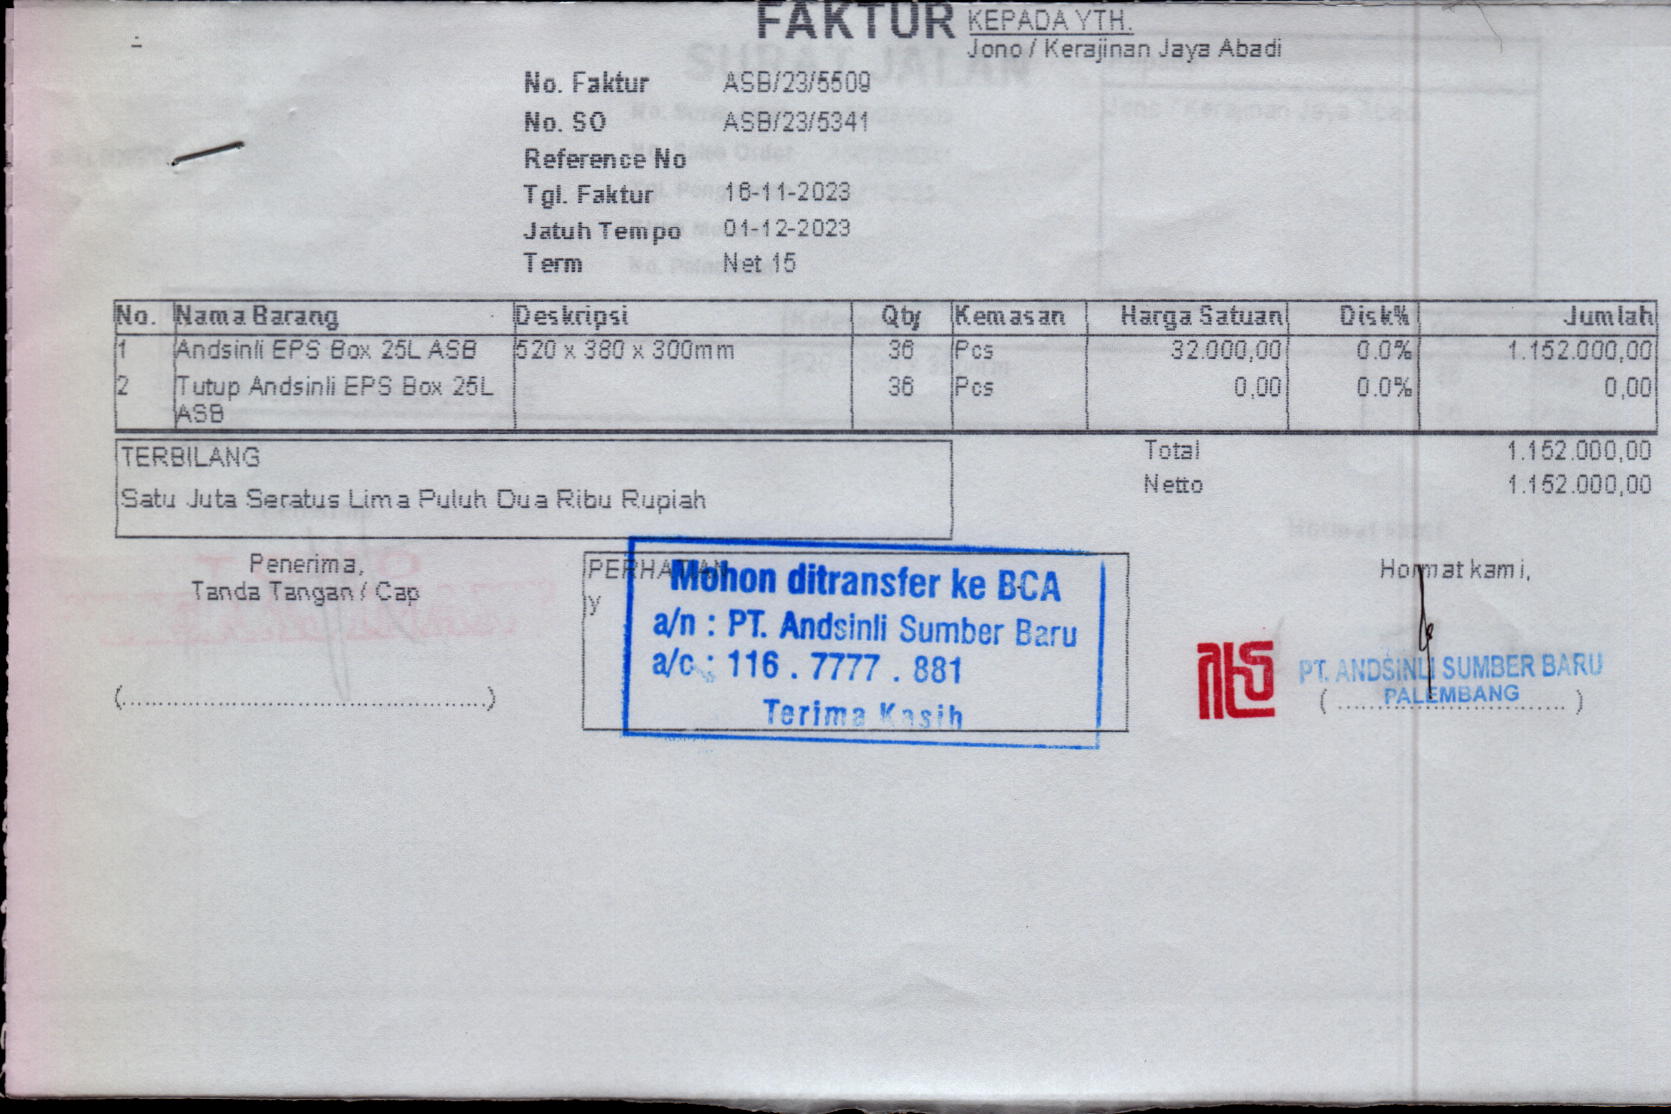 FAKTUR
KEPADA YTH.
Jono / Kerajinan Jaya Abadi
No. Faktur ASB/23/5509
No. SO ASB/23/5341
Reference No
Tgl. Faktur 16-11-2023
Jatuh Tempo 01-12-2023
Term Net 15
No. Nama Barang Deskripsi Qty Kemasan Harga Satuan Disk% Jumlah
1 Andsinli EPS Box 25L ASB 520 x 380 x 300mm 36 Pcs 32.000,00 0.0% 1.152.000,00
2 Tutup Andsinli EPS Box 25L 36 Pcs 0,00 0.0% 0,00
ASB
TERBILANG
Satu Juta Seratus Lima Puluh Dua Ribu Rupiah
Total 1.152.000,00
Netto 1.152.000,00
Penerima,
Tanda Tangan / Cap
(...............................................)
PERHATIAN
y
Mohon ditransfer ke BCA
a/n : PT. Andsinli Sumber Baru
a/c : 116 . 7777 . 881
Terima Kasih
Hormat kami,
PT. ANDSINLI SUMBER BARU
PALEMBANG
(.............................)